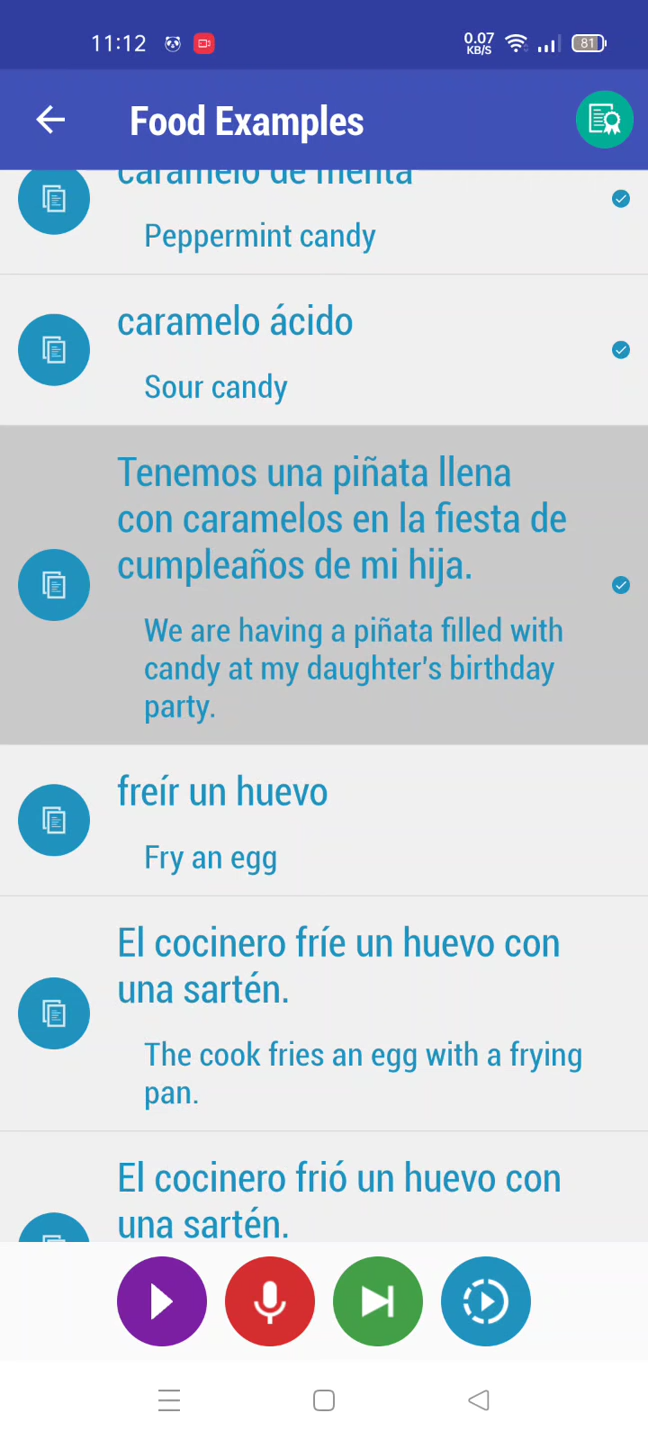 11:12
0.07
KB/S
81
Food Examples
caramelo de menta
Peppermint candy
caramelo ácido
Sour candy
Tenemos una piñata llena
con caramelos en la fiesta de
cumpleaños de mi hija.
We are having a piñata filled with
candy at my daughter's birthday
party.
freír un huevo
Fry an egg
El cocinero fríe un huevo con
una sartén.
The cook fries an egg with a frying
pan.
El cocinero frió un huevo con
una sartén.